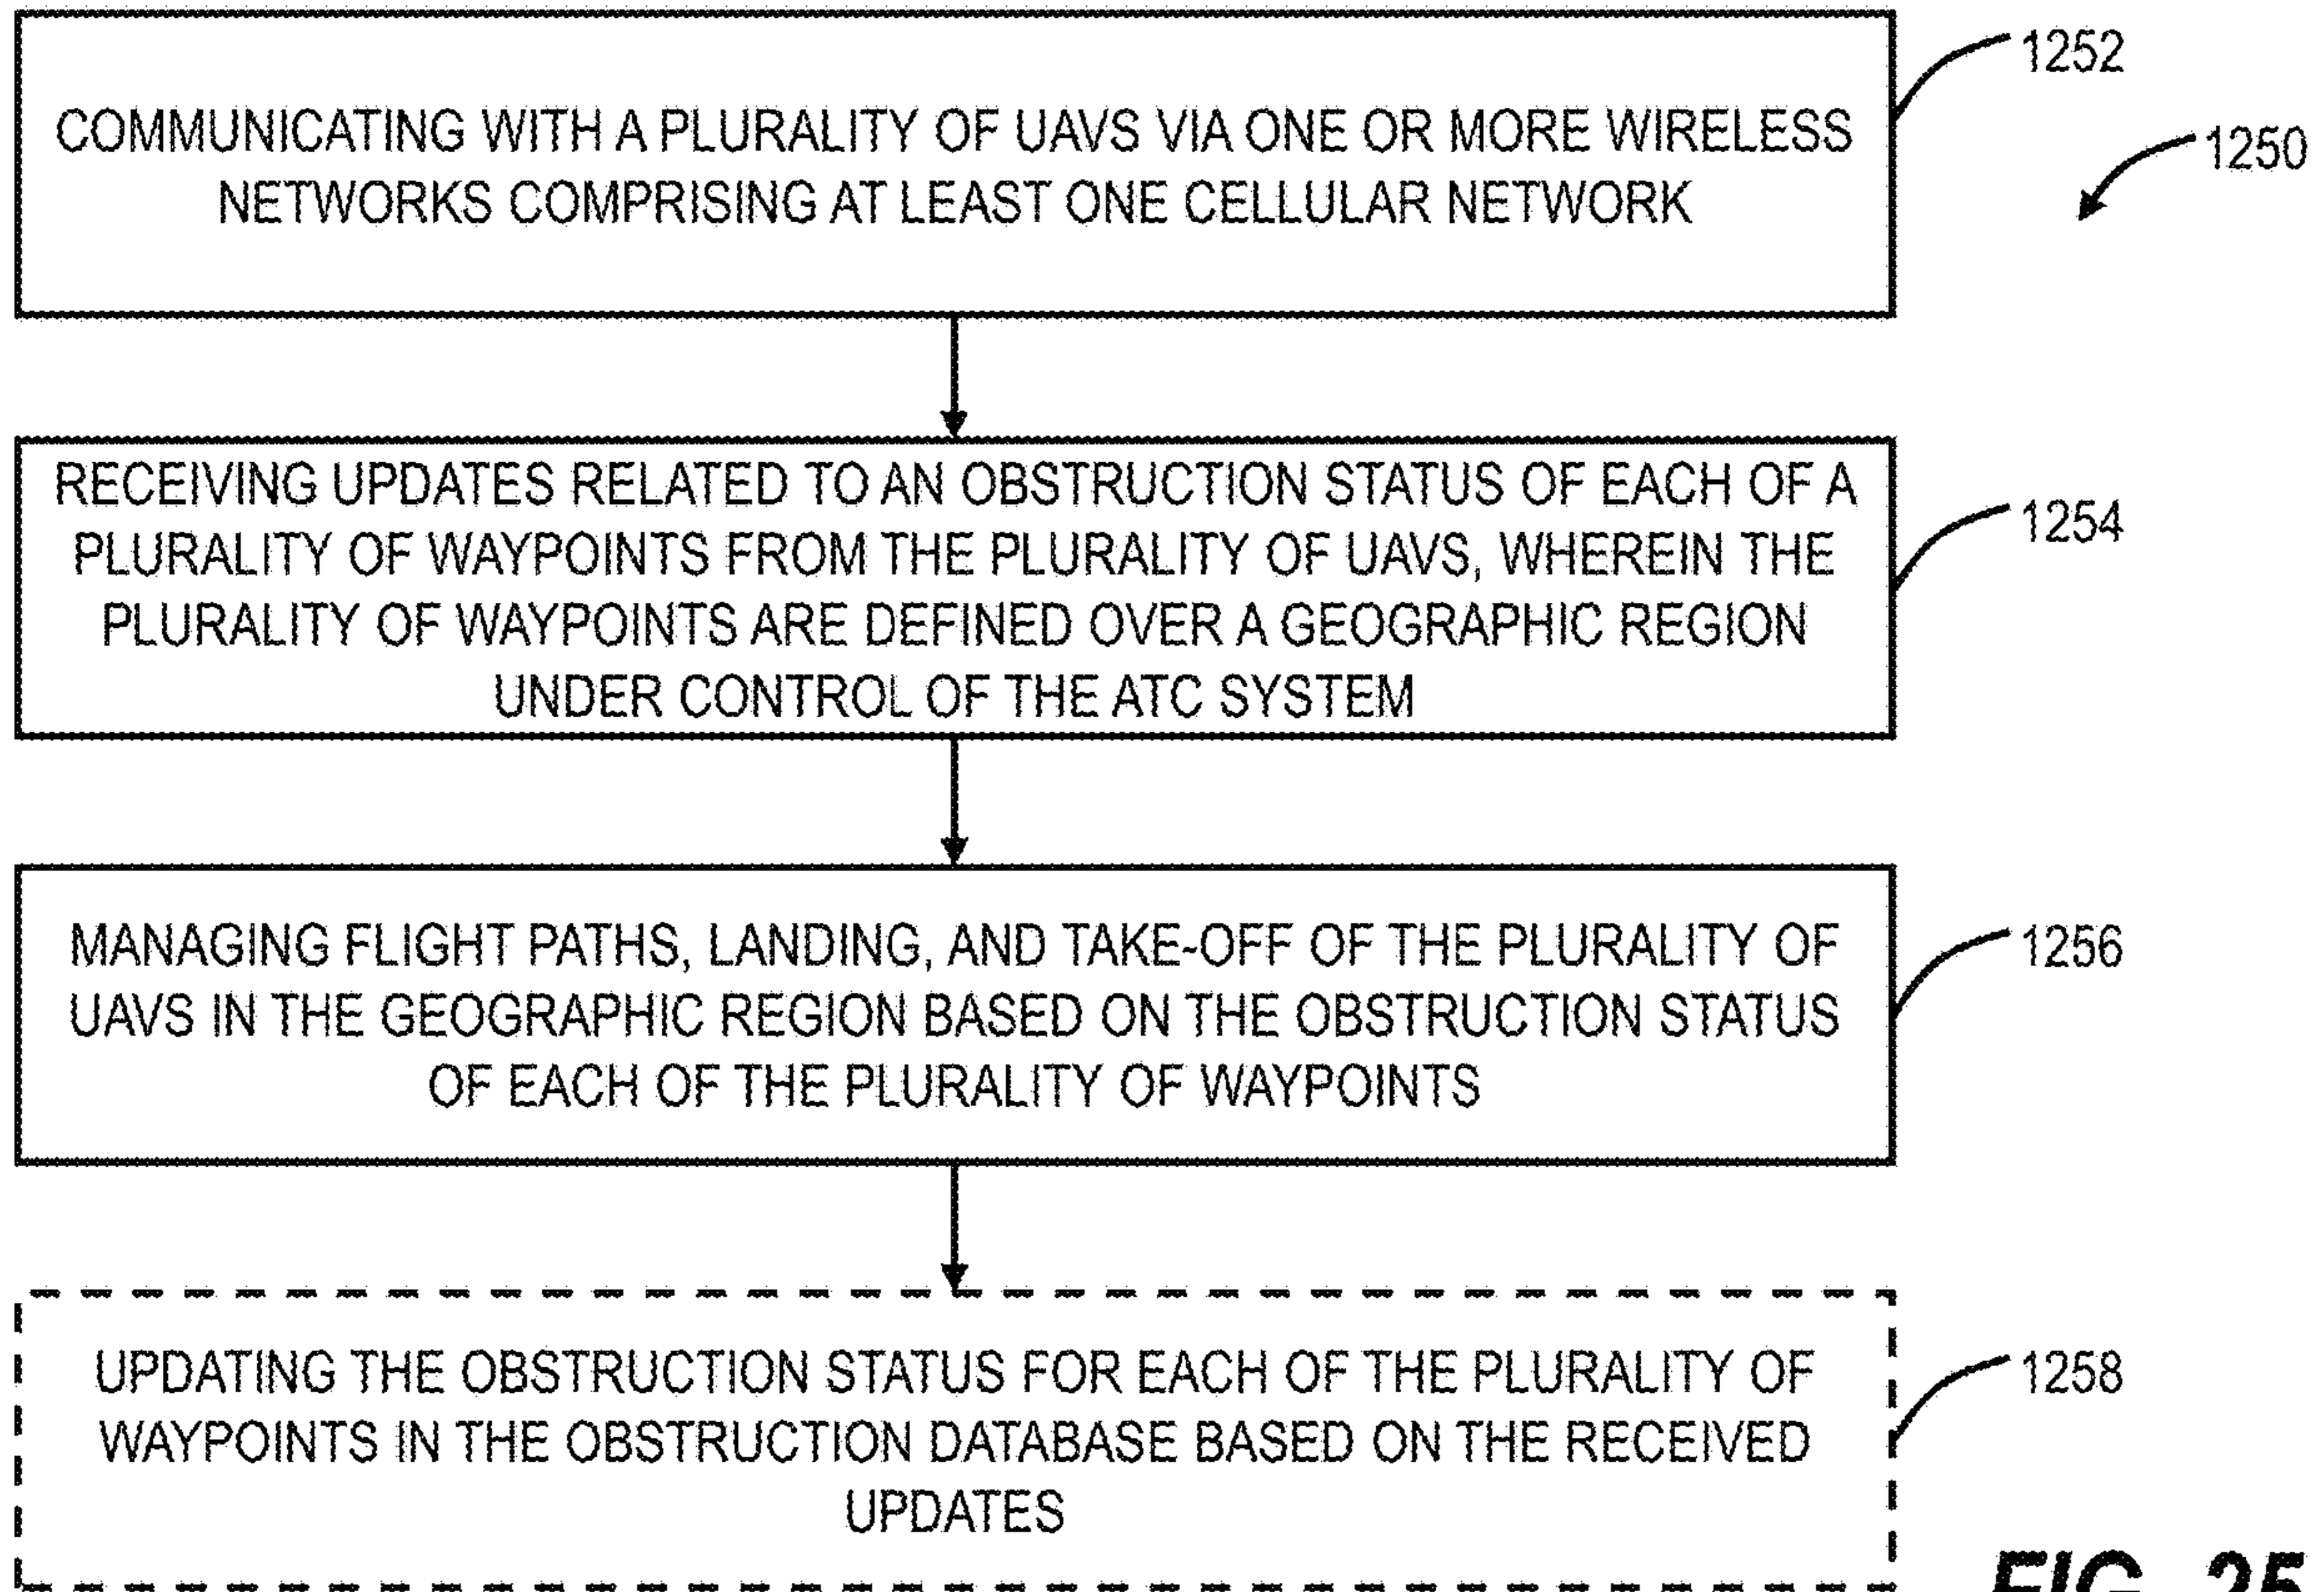 COMMUNICATING WITH A PLURALITY OF UAVS VIA ONE OR MORE WIRELESS
NETWORKS COMPRISING AT LEAST ONE CELLULAR NETWORK
1252
1250
RECEIVING UPDATES RELATED TO AN OBSTRUCTION STATUS OF EACH OF A
PLURALITY OF WAYPOINTS FROM THE PLURALITY OF UAVS, WHEREIN THE
PLURALITY OF WAYPOINTS ARE DEFINED OVER A GEOGRAPHIC REGION
UNDER CONTROL OF THE ATC SYSTEM
1254
MANAGING FLIGHT PATHS, LANDING, AND TAKE-OFF OF THE PLURALITY OF
UAVS IN THE GEOGRAPHIC REGION BASED ON THE OBSTRUCTION STATUS
OF EACH OF THE PLURALITY OF WAYPOINTS
1256
UPDATING THE OBSTRUCTION STATUS FOR EACH OF THE PLURALITY OF
WAYPOINTS IN THE OBSTRUCTION DATABASE BASED ON THE RECEIVED
UPDATES
1258
FIG. 25